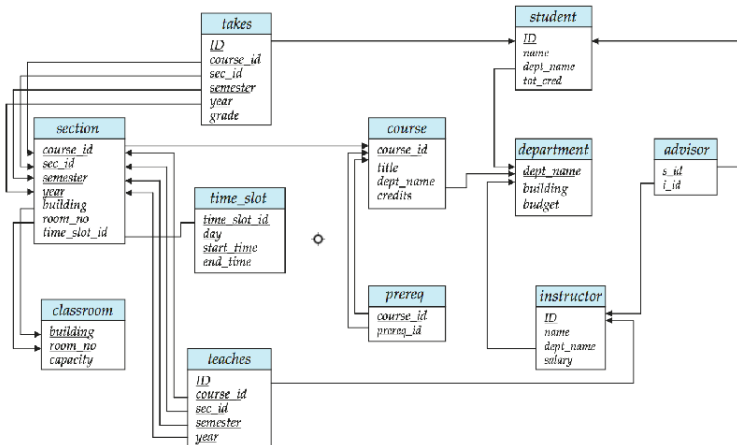 takes
ID
course_id
sec_id
semester
year
grade
student
ID
name
dept_name
tot_cred
section
course_id
sec_id
semester
year
building
room_no
time_slot_id
course
course_id
title
dept_name
credits
department
dept_name
building
budget
advisor
s_id
i_id
time_slot
time_slot_id
day
start_time
end_time
prereq
course_id
prereq_id
instructor
ID
name
dept_name
salary
classroom
building
room_no
capacity
teaches
ID
course_id
sec_id
semester
year